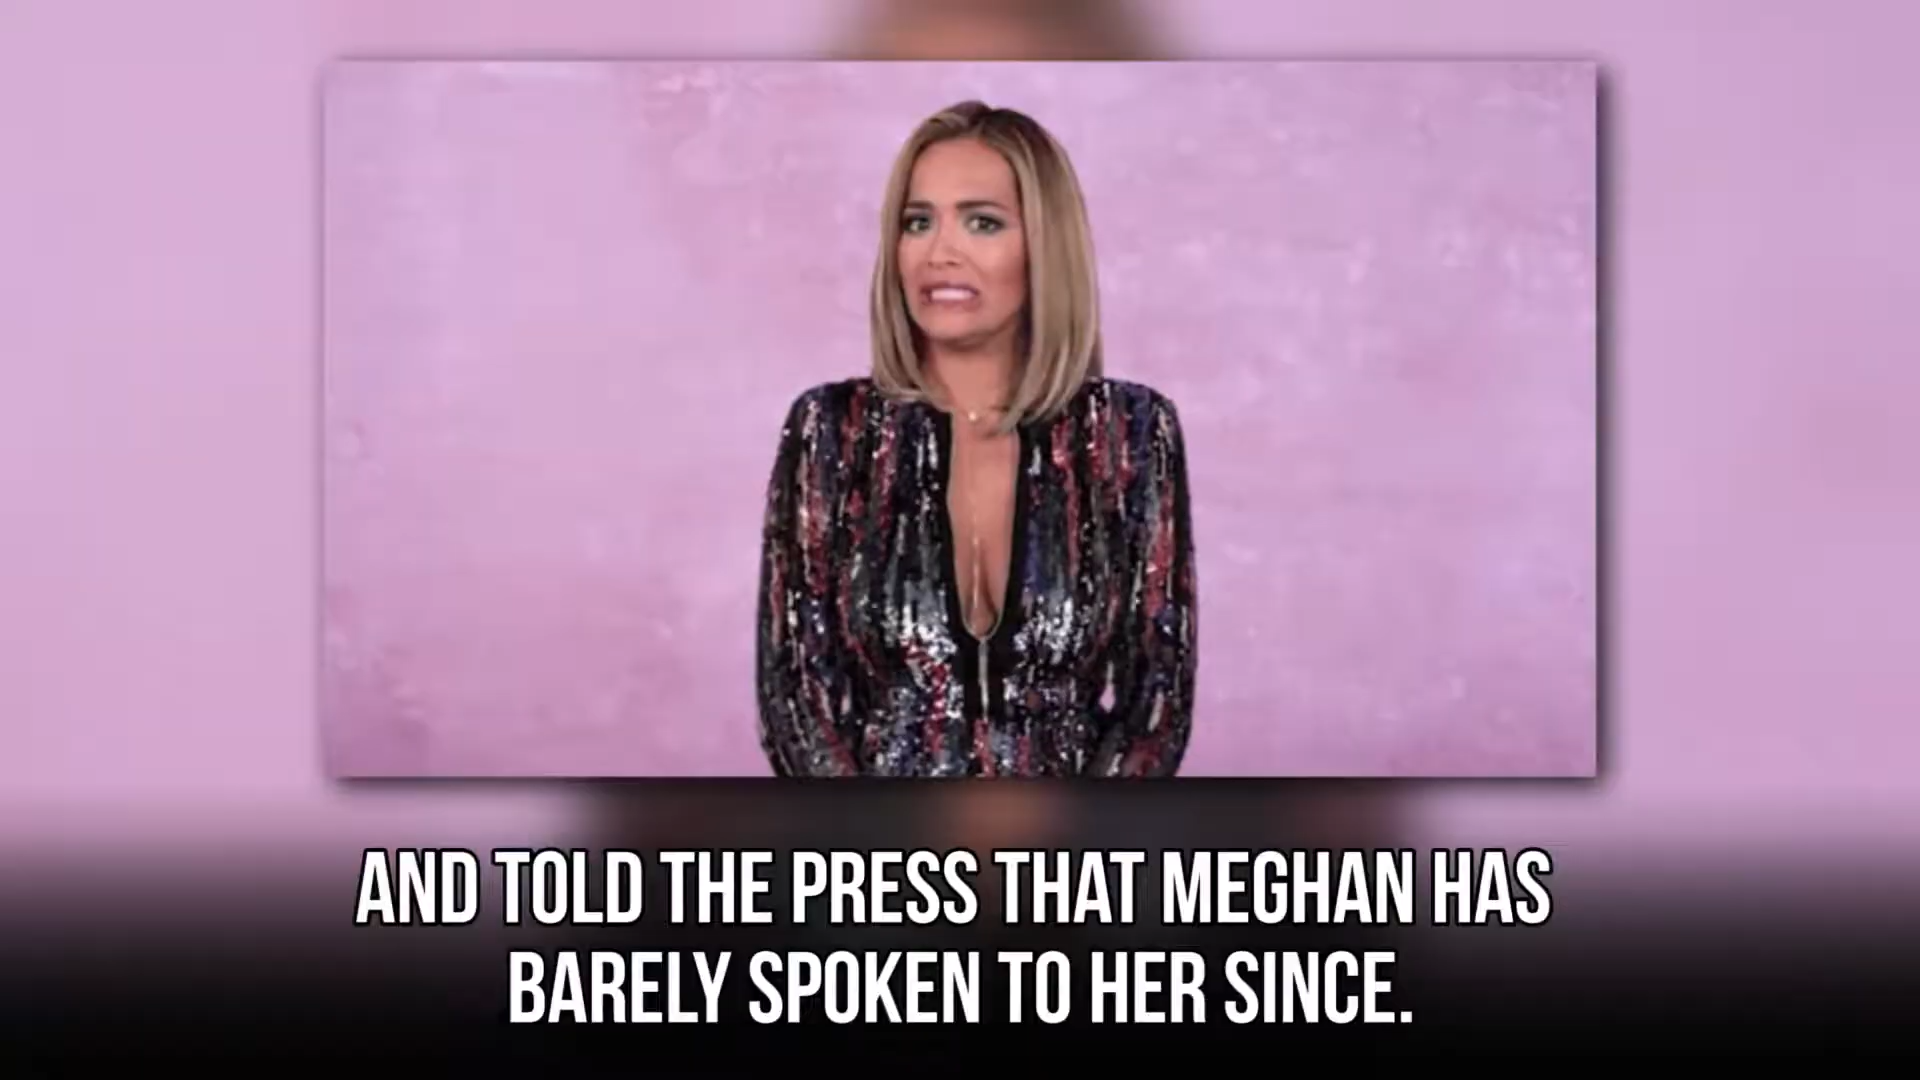 AND TOLD THE PRESS THAT MEGHAN HAS
BARELY SPOKEN TO HER SINCE.